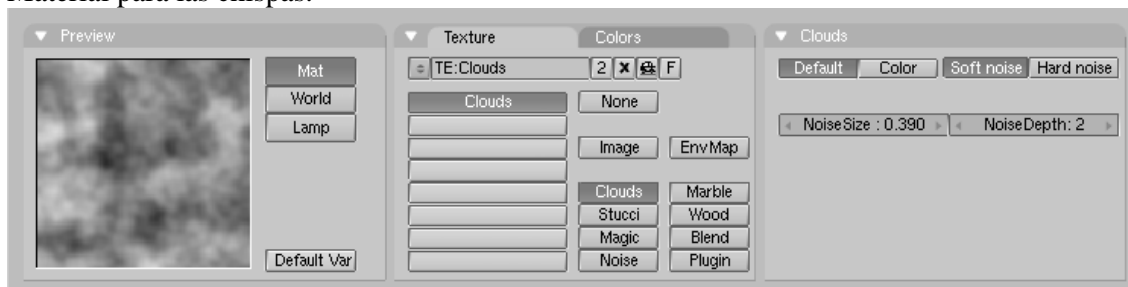 Material para las chispas.
Preview
Mat
World
Lamp
Default Var
Texture Colors
TE:Clouds 2 F
Clouds None
Image EnvMap
Clouds Marble
Stucci Wood
Magic Blend
Noise Plugin
Clouds
Default Color Soft noise Hard noise
NoiseSize : 0.390 NoiseDepth: 2